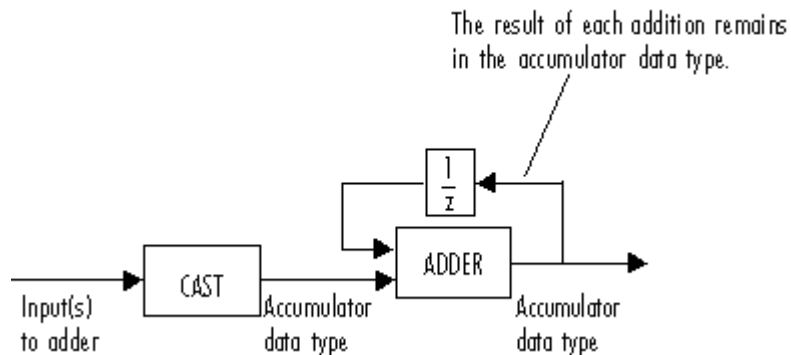 The result of each addition remains
in the accumulator data type.
1
z
ADDER
CAST
Input(s)
to adder
Accumulator
data type
Accumulator
data type